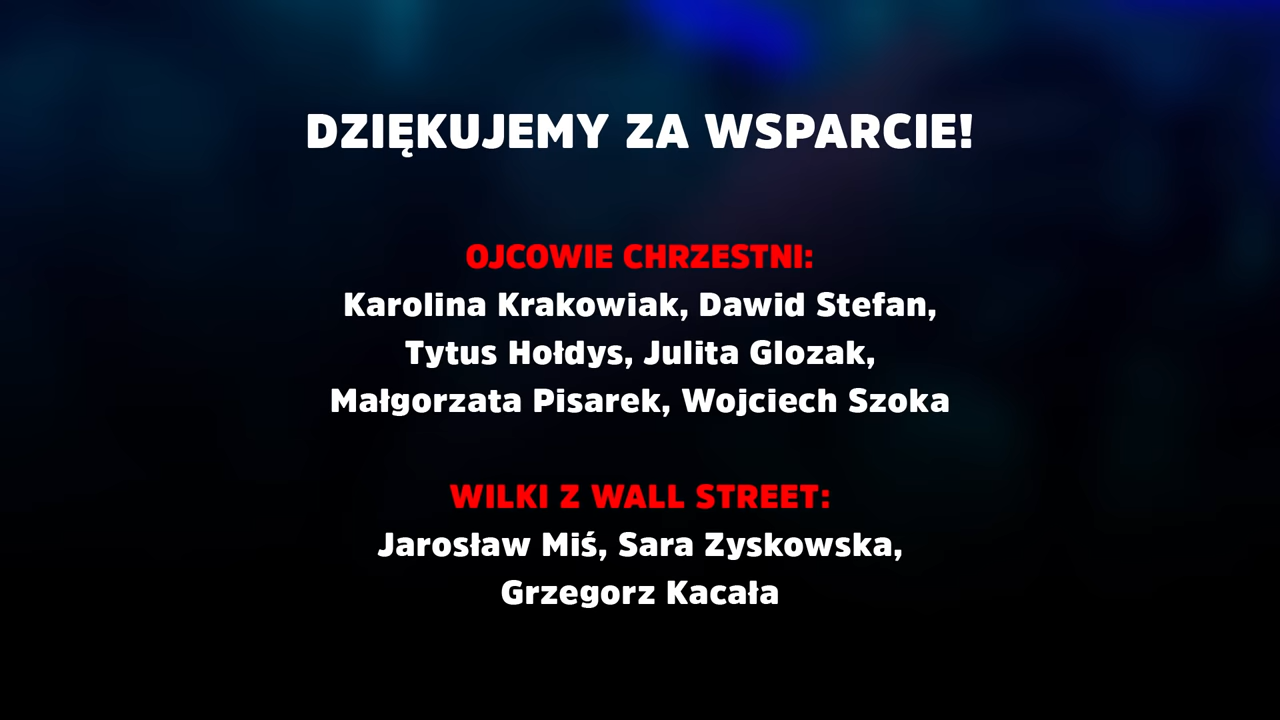 DZIĘKUJEMY ZA WSPARCIE!
OJCOWIE CHRZESTNI:
Karolina Krakowiak, Dawid Stefan,
Tytus Hołdys, Julita Glozak,
Małgorzata Pisarek, Wojciech Szoka
WILKI Z WALL STREET:
Jarosław Miś, Sara Zyskowska,
Grzegorz Kacała